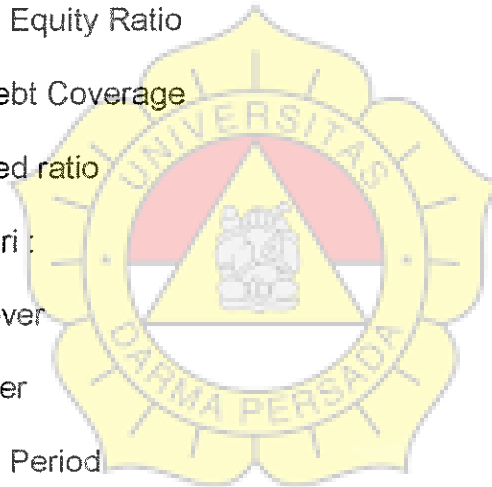 Equity Ratio
ebt Coverage
ed ratio
ri :
ver
er
Period
UNIVERSITAS
DARMA PERSADA